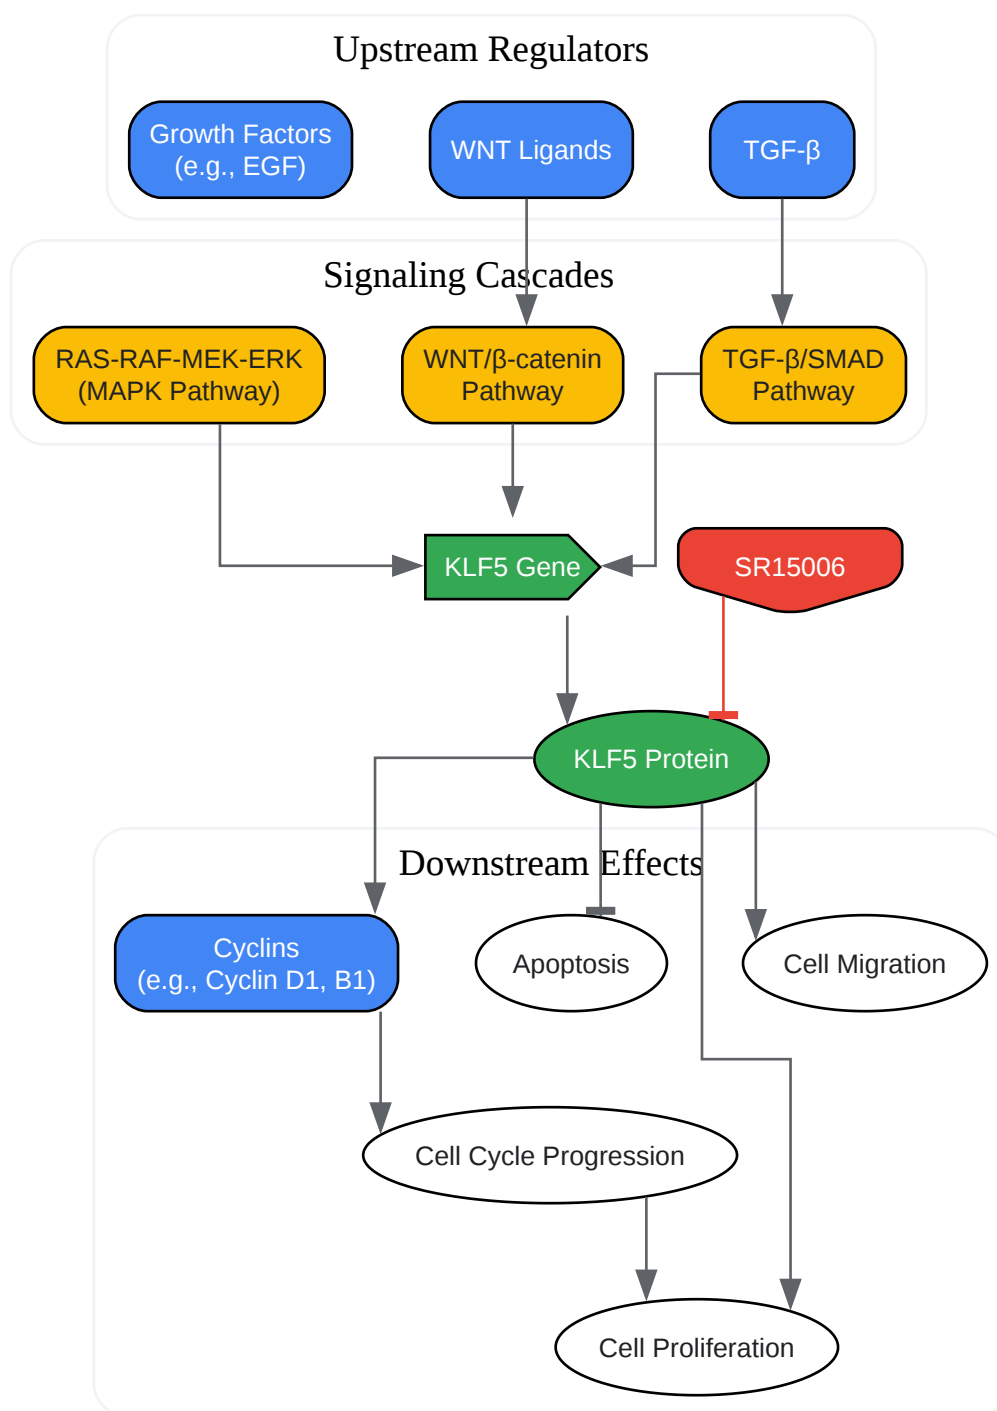 Upstream Regulators
Growth Factors
(e.g., EGF)
WNT Ligands
TGF-β
Signaling Cascades
RAS-RAF-MEK-ERK
(MAPK Pathway)
WNT/β-catenin
Pathway
TGF-β/SMAD
Pathway
KLF5 Gene
SR15006
KLF5 Protein
Downstream Effects
Cyclins
(e.g., Cyclin D1, B1)
Apoptosis
Cell Migration
Cell Cycle Progression
Cell Proliferation